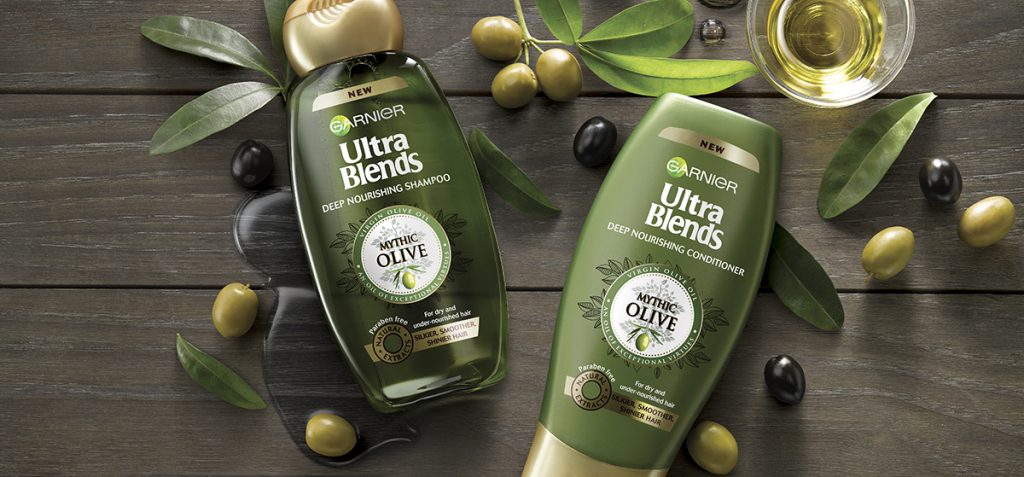 NEW
GARNIER
Ultra
Blends
DEEP NOURISHING SHAMPOO
VIRGIN OLIVE OIL
MYTHIC
OLIVE
AN OIL OF EXCEPTIONAL VIRTUES
For dry and
under-nourished hair
Paraben free
NATURAL
EXTRACTS
SILKIER, SMOOTHER,
SHINIER HAIR
NEW
GARNIER
Ultra
Blends
DEEP NOURISHING CONDITIONER
VIRGIN OLIVE OIL
MYTHIC
OLIVE
AN OIL OF EXCEPTIONAL VIRTUES
For dry and
under-nourished hair
Paraben free
NATURAL
EXTRACTS
SILKIER, SMOOTHER,
SHINIER HAIR